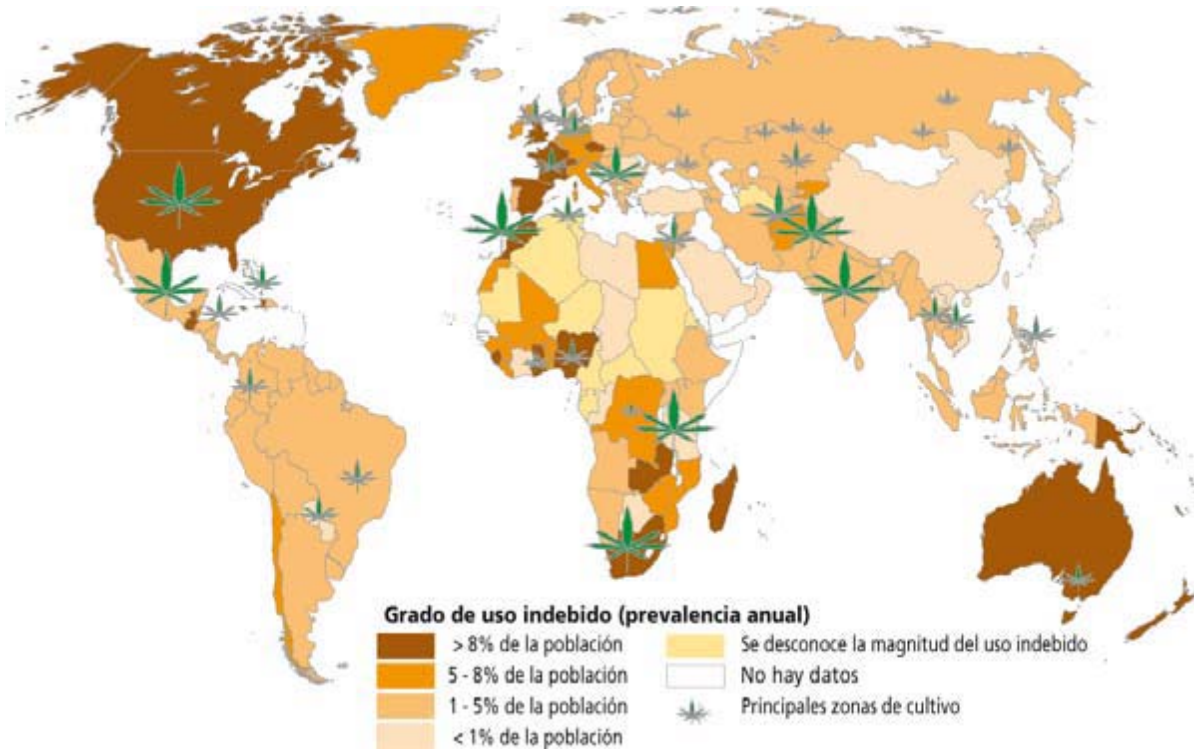 Grado de uso indebido (prevalencia anual)
> 8% de la población
5 - 8% de la población
1 - 5% de la población
< 1% de la población
Se desconoce la magnitud del uso indebido
No hay datos
Principales zonas de cultivo